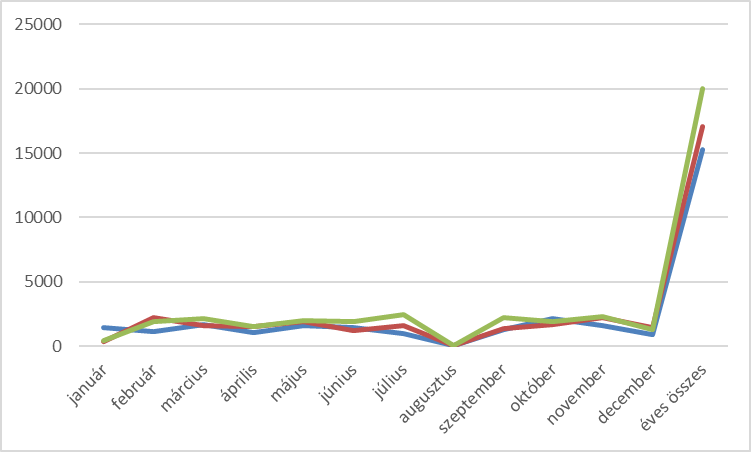 25000
20000
15000
10000
5000
0
január
február
március
április
május
június
július
augusztus
szeptember
október
november
december
éves összes